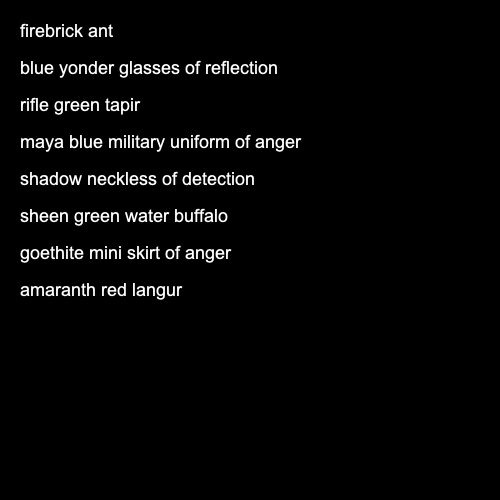 firebrick ant
blue yonder glasses of reflection
rifle green tapir
maya blue military uniform of anger
shadow neckless of detection
sheen green water buffalo
goethite mini skirt of anger
amaranth red langur